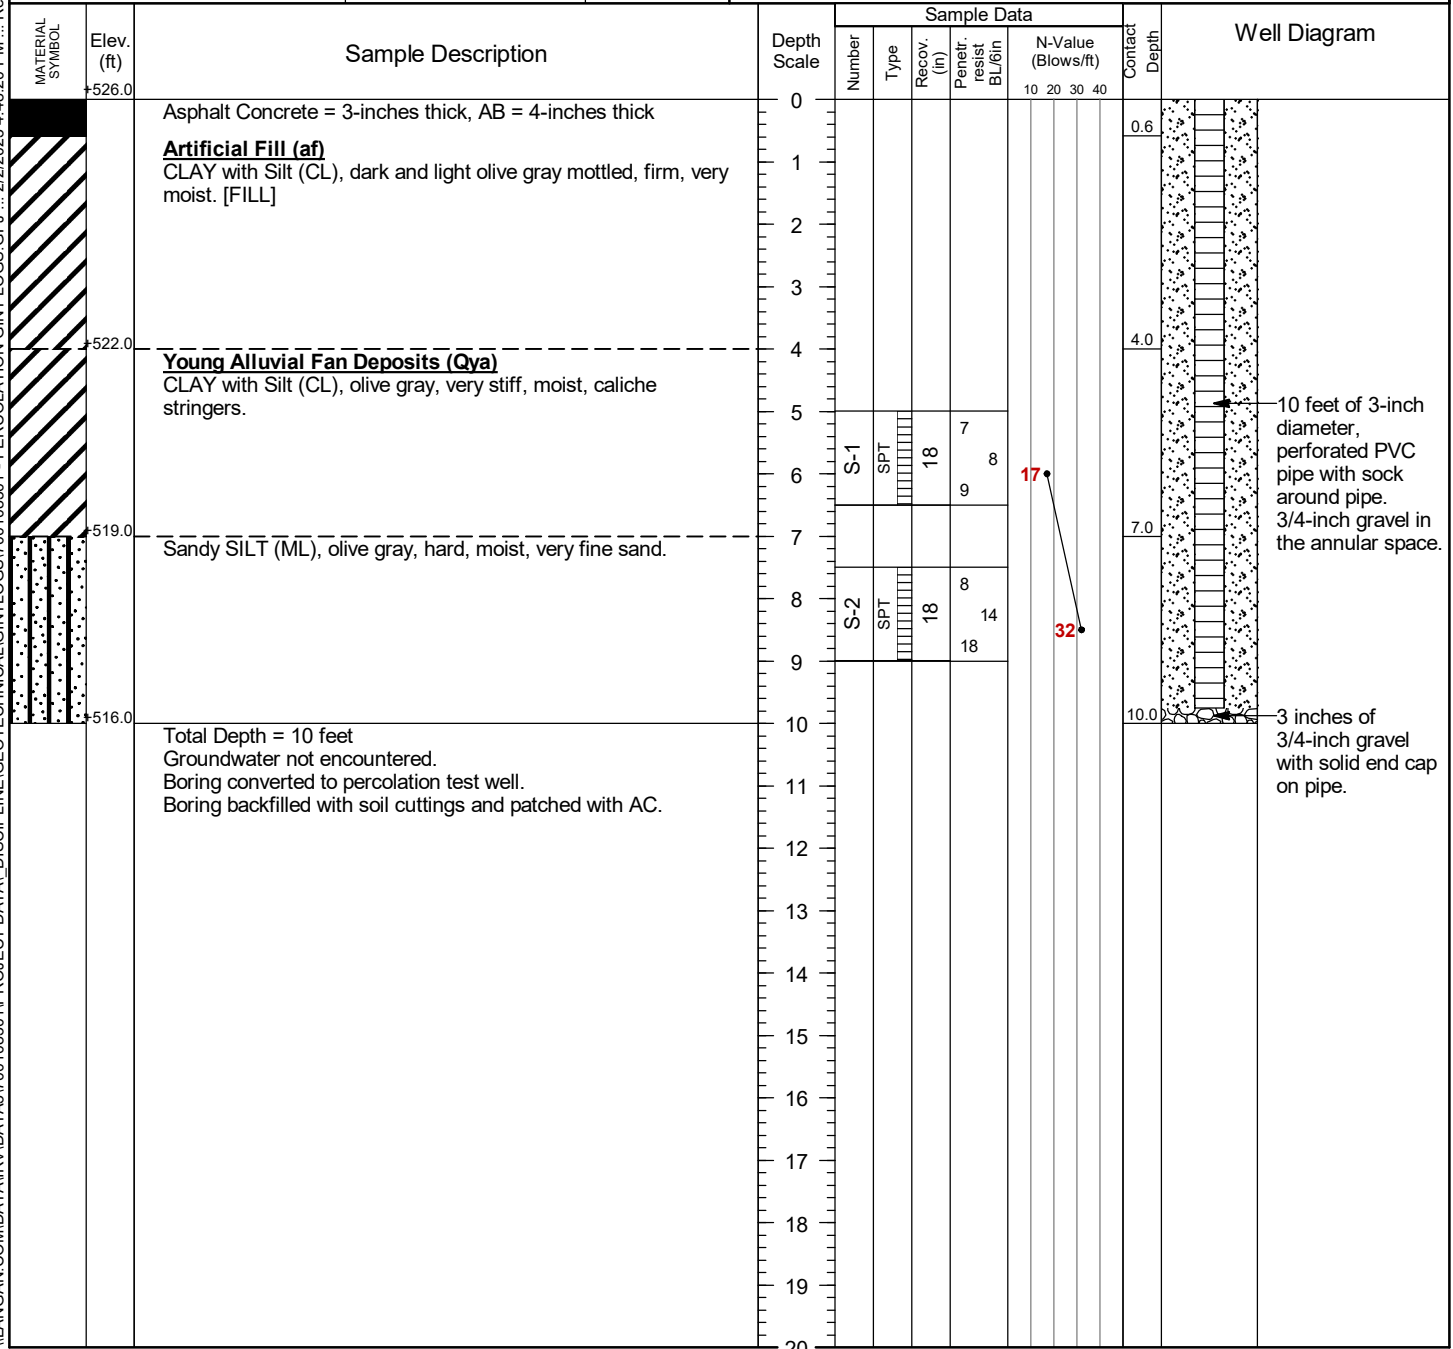 MATERIAL
SYMBOL
Elev.
(ft)
+526.0
Sample Description
Depth
Scale
Sample Data
Number
Type
Recov.
(in)
Penetr.
resist
BL/6in
N-Value
(Blows/ft)
10 20 30 40
Contact
Depth
Well Diagram
Asphalt Concrete = 3-inches thick, AB = 4-inches thick
Artificial Fill (af)
CLAY with Silt (CL), dark and light olive gray mottled, firm, very
moist. [FILL]
+522.0
Young Alluvial Fan Deposits (Qya)
CLAY with Silt (CL), olive gray, very stiff, moist, caliche
stringers.
+519.0
Sandy SILT (ML), olive gray, hard, moist, very fine sand.
+516.0
Total Depth = 10 feet
Groundwater not encountered.
Boring converted to percolation test well.
Boring backfilled with soil cuttings and patched with AC.
0
1
2
3
4
5
6
7
8
9
10
11
12
13
14
15
16
17
18
19
20
S-1
SPT
18
7
8
9
17
S-2
SPT
18
8
14
18
32
0.6
4.0
7.0
10.0
10 feet of 3-inch
diameter,
perforated PVC
pipe with sock
around pipe.
3/4-inch gravel in
the annular space.
3 inches of
3/4-inch gravel
with solid end cap
on pipe.